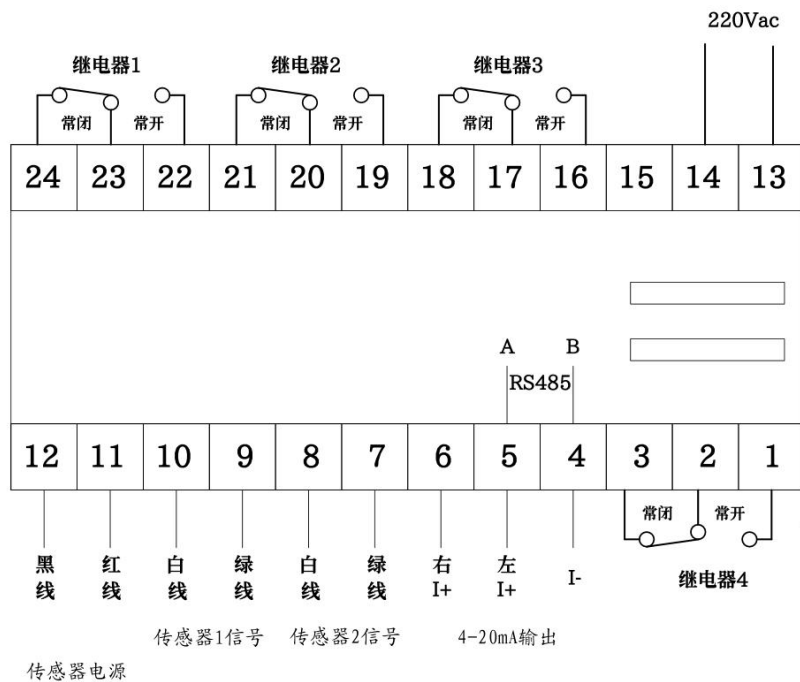 220Vac
继电器1 继电器2 继电器3
常闭 常开 常闭 常开 常闭 常开
24 23 22 21 20 19 18 17 16 15 14 13
A B
RS485
12 11 10 9 8 7 6 5 4 3 2 1
常闭 常开
黑线 红线 白线 绿线 白线 绿线 右I+ 左I+ I-
继电器4
传感器1信号 传感器2信号 4-20mA输出
传感器电源